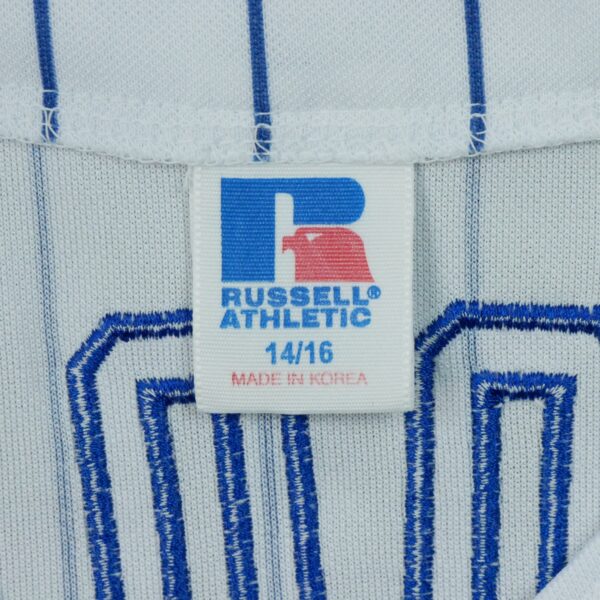 RUSSELL®
ATHLETIC
14/16
MADE IN KOREA